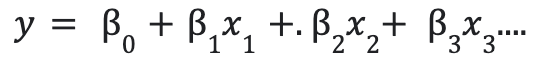 y = β₀ + β₁x₁ +. β₂x₂+ β₃x₃....